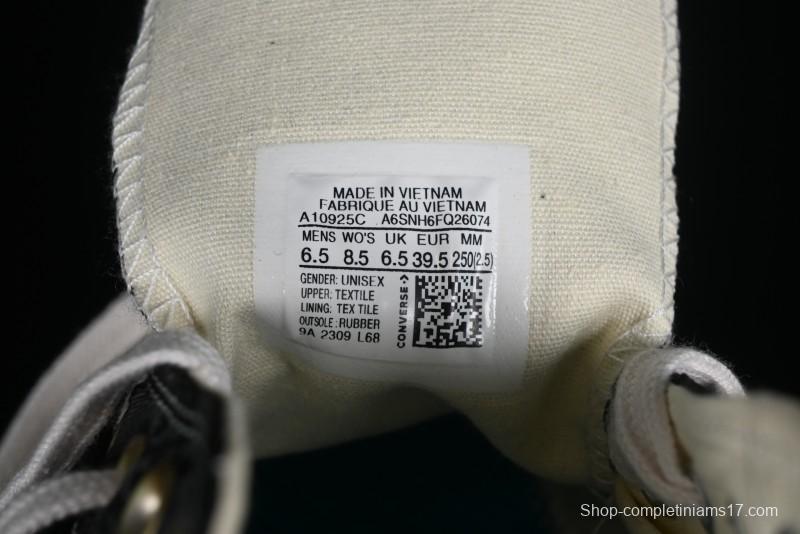 MADE IN VIETNAM
FABRIQUE AU VIETNAM
A10925C A6SNH6FQ26074
MENS WO'S UK EUR MM
6.5 8.5 6.5 39.5 250(2.5)
GENDER: UNISEX
UPPER: TEXTILE
LINING: TEXTILE
OUTSOLE: RUBBER
9A 2309 L68
CONVERSE
Shop-completiniams17.com